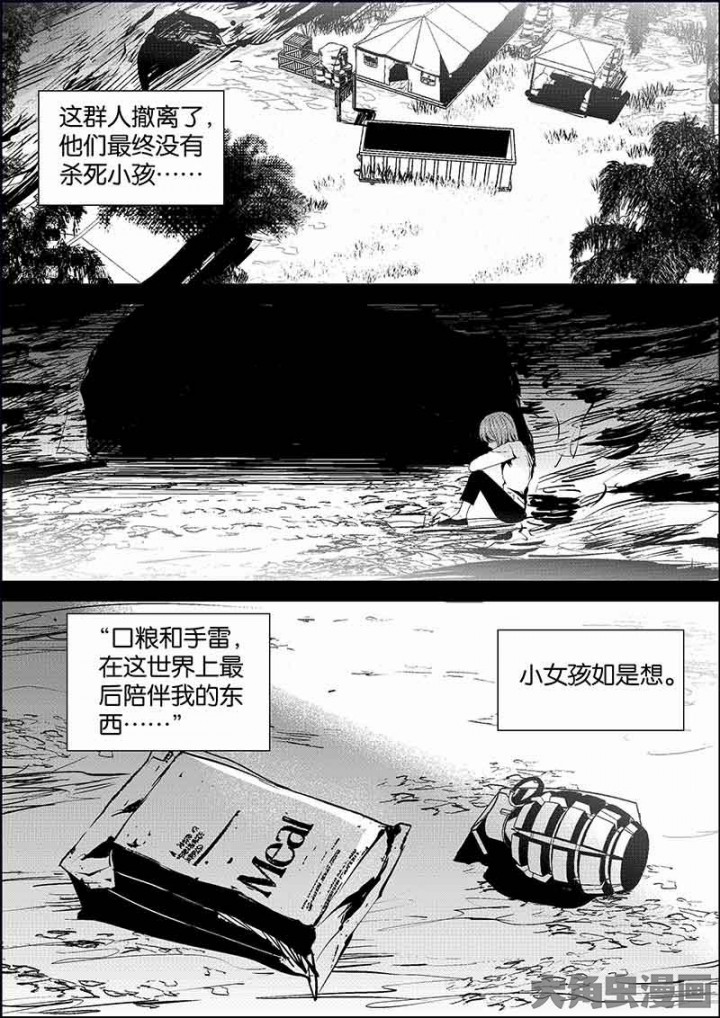 这群人撤离了，
他们最终没有
杀死小孩……
“口粮和手雷，
在这世界上最
后陪伴我的东
西……”
小女孩如是想。
Meal
大角虫漫画